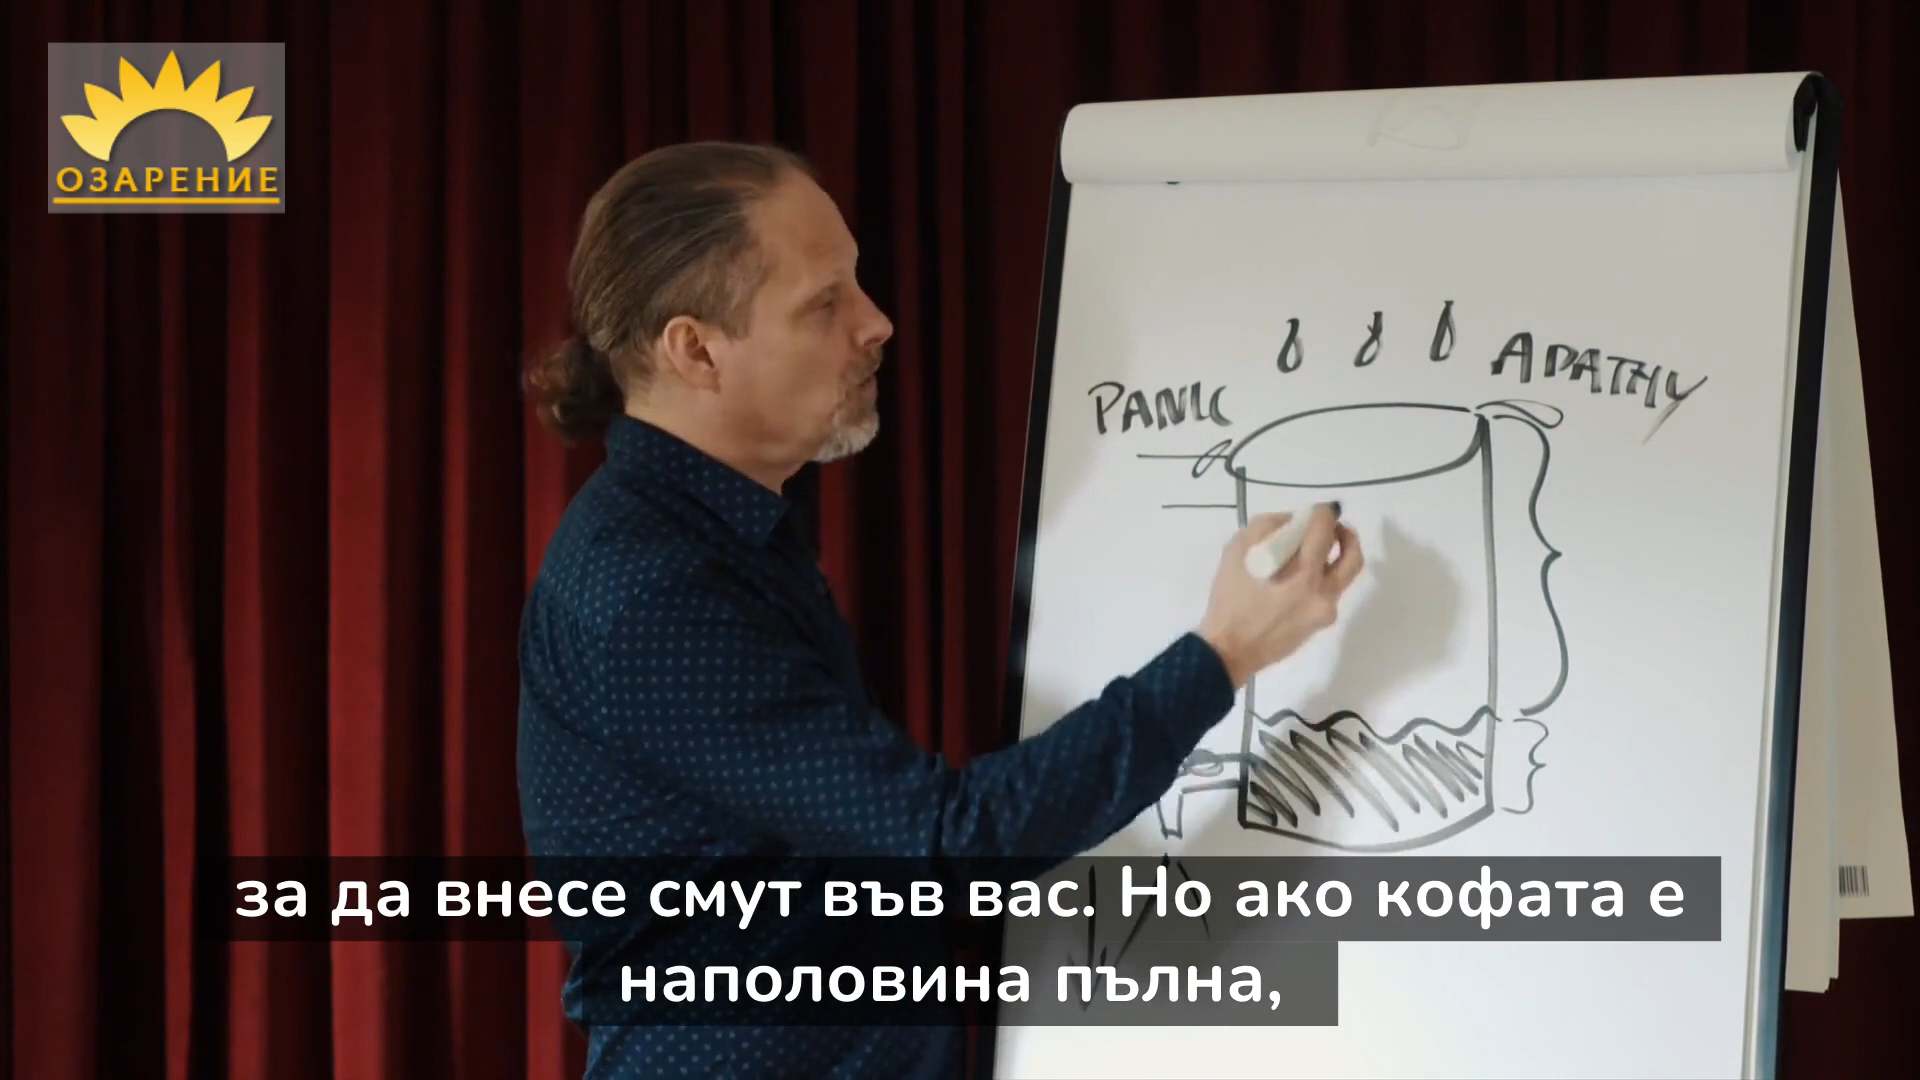 ОЗАРЕНИЕ
PANIC
APATHY
за да внесе смут във вас. Но ако кофата е
наполовина пълна,